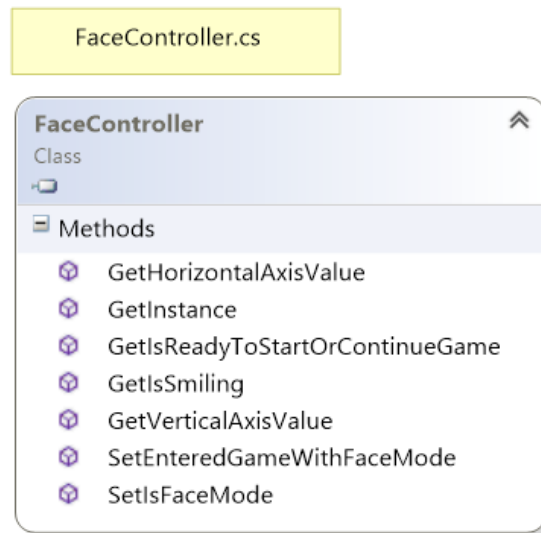 FaceController.cs
FaceController
Class
Methods
GetHorizontalAxisValue
GetInstance
GetIsReadyToStartOrContinueGame
GetIsSmiling
GetVerticalAxisValue
SetEnteredGameWithFaceMode
SetIsFaceMode